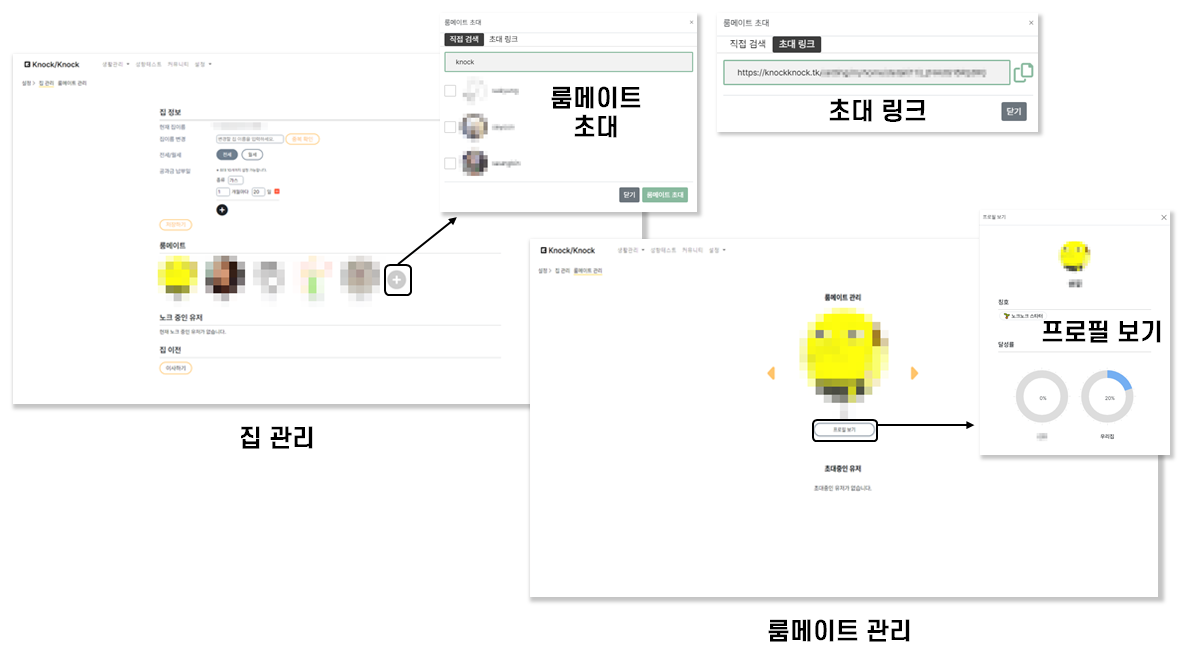 Knock/Knock
생활관리 성향테스트 커뮤니티 설정
설정 > 집 관리 룸메이트 관리
집 정보
현재 집이름
집이름 변경
변경할 집 이름을 입력하세요.
중복 확인
전세/월세
전세 월세
공과금 납부일
종류 가스
1 개월마다 20 일
저장하기
룸메이트
노크 중인 유저
현재 노크 중인 유저가 없습니다.
집 이전
이사하기
집 관리
룸메이트 초대
×
직접 검색 초대 링크
knock
룸메이트
초대
닫기 룸메이트 초대
룸메이트 초대
×
직접 검색 초대 링크
https://knockknock.tk/
초대 링크
닫기
Knock/Knock
생활관리 성향테스트 커뮤니티 설정
설정 > 집 관리 룸메이트 관리
룸메이트 관리
프로필 보기
초대중인 유저
초대중인 유저가 없습니다.
룸메이트 관리
프로필 보기
×
칭호
노크노크 스타터
프로필 보기
달성률
0% 20%
우리집